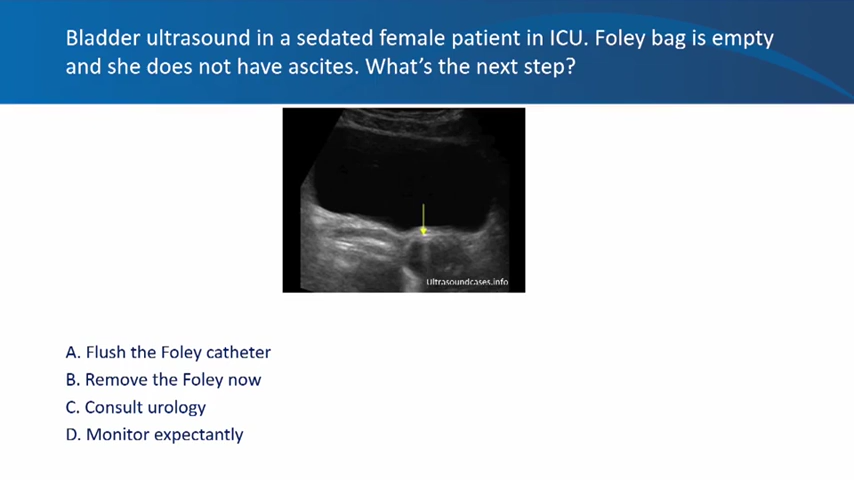 Bladder ultrasound in a sedated female patient in ICU. Foley bag is empty
and she does not have ascites. What’s the next step?
Ultrasoundcases.info
A. Flush the Foley catheter
B. Remove the Foley now
C. Consult urology
D. Monitor expectantly